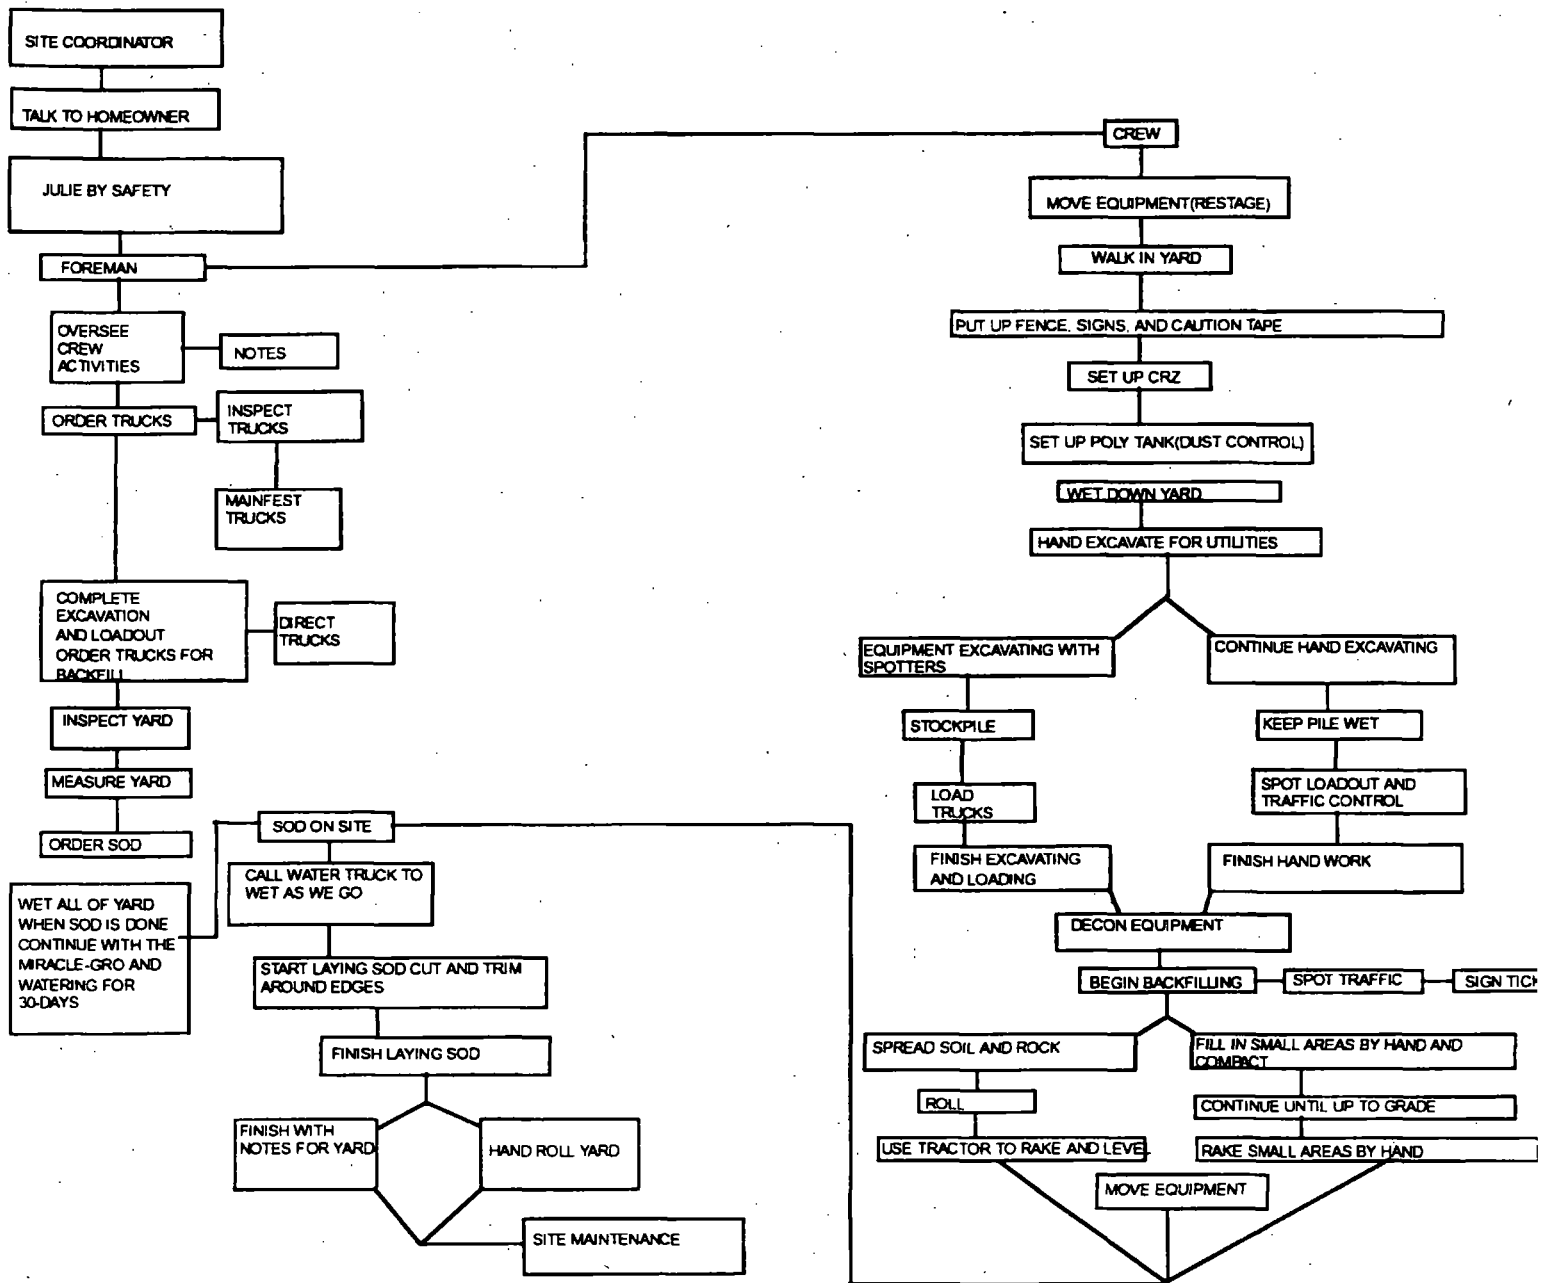 SITE COORDINATOR
TALK TO HOMEOWNER
JULIE BY SAFETY
FOREMAN
OVERSEE
CREW
ACTIVITIES
NOTES
ORDER TRUCKS
INSPECT
TRUCKS
MAINFEST
TRUCKS
COMPLETE
EXCAVATION
AND LOADOUT
ORDER TRUCKS FOR
BACKFILL
DIRECT
TRUCKS
INSPECT YARD
MEASURE YARD
ORDER SOD
WET ALL OF YARD
WHEN SOD IS DONE
CONTINUE WITH THE
MIRACLE-GRO AND
WATERING FOR
30-DAYS
SOD ON SITE
CALL WATER TRUCK TO
WET AS WE GO
START LAYING SOD CUT AND TRIM
AROUND EDGES
FINISH LAYING SOD
FINISH WITH
NOTES FOR YARD
HAND ROLL YARD
SITE MAINTENANCE
CREW
MOVE EQUIPMENT(RESTAGE)
WALK IN YARD
PUT UP FENCE, SIGNS, AND CAUTION TAPE
SET UP CRZ
SET UP POLY TANK(DUST CONTROL)
WET DOWN YARD
HAND EXCAVATE FOR UTILITIES
EQUIPMENT EXCAVATING WITH
SPOTTERS
CONTINUE HAND EXCAVATING
STOCKPILE
KEEP PILE WET
LOAD
TRUCKS
SPOT LOADOUT AND
TRAFFIC CONTROL
FINISH EXCAVATING
AND LOADING
FINISH HAND WORK
DECON EQUIPMENT
BEGIN BACKFILLING
SPOT TRAFFIC
SIGN TICK
SPREAD SOIL AND ROCK
FILL IN SMALL AREAS BY HAND AND
COMPACT
ROLL
CONTINUE UNTIL UP TO GRADE
USE TRACTOR TO RAKE AND LEVEL
RAKE SMALL AREAS BY HAND
MOVE EQUIPMENT